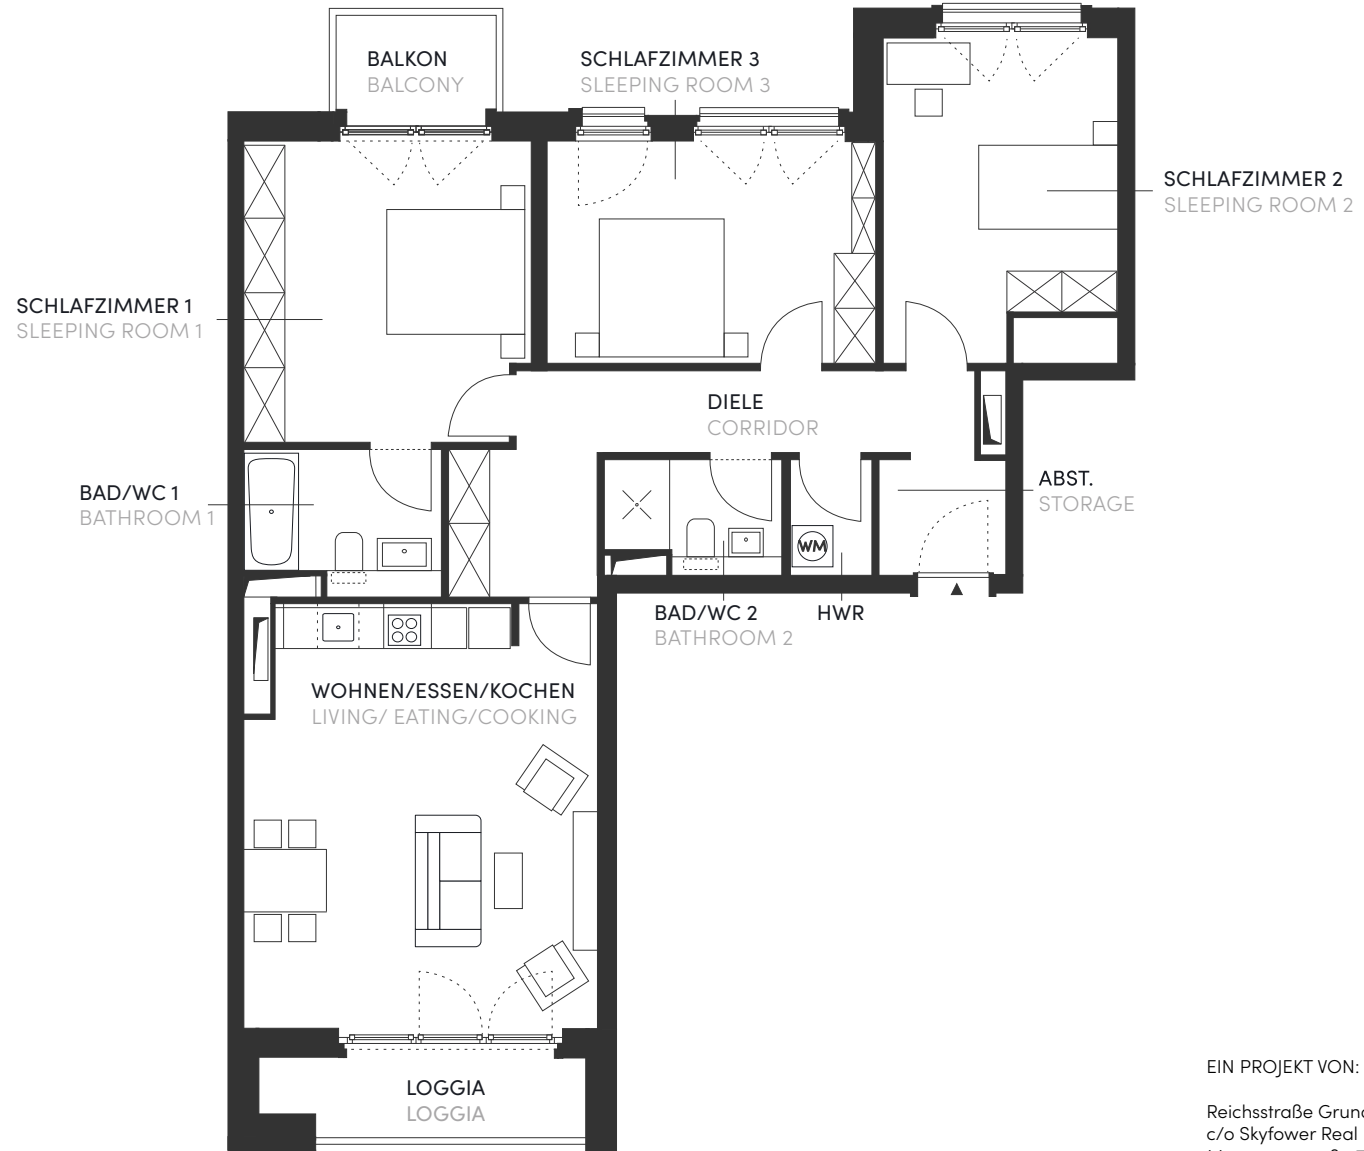 BALKON
BALCONY
SCHLAFZIMMER 3
SLEEPING ROOM 3
SCHLAFZIMMER 2
SLEEPING ROOM 2
SCHLAFZIMMER 1
SLEEPING ROOM 1
DIELE
CORRIDOR
BAD/WC 1
BATHROOM 1
ABST.
STORAGE
WM
BAD/WC 2
BATHROOM 2
HWR
WOHNEN/ESSEN/KOCHEN
LIVING/ EATING/COOKING
LOGGIA
LOGGIA
EIN PROJEKT VON:
Reichsstraße
c/o Skyfower Real